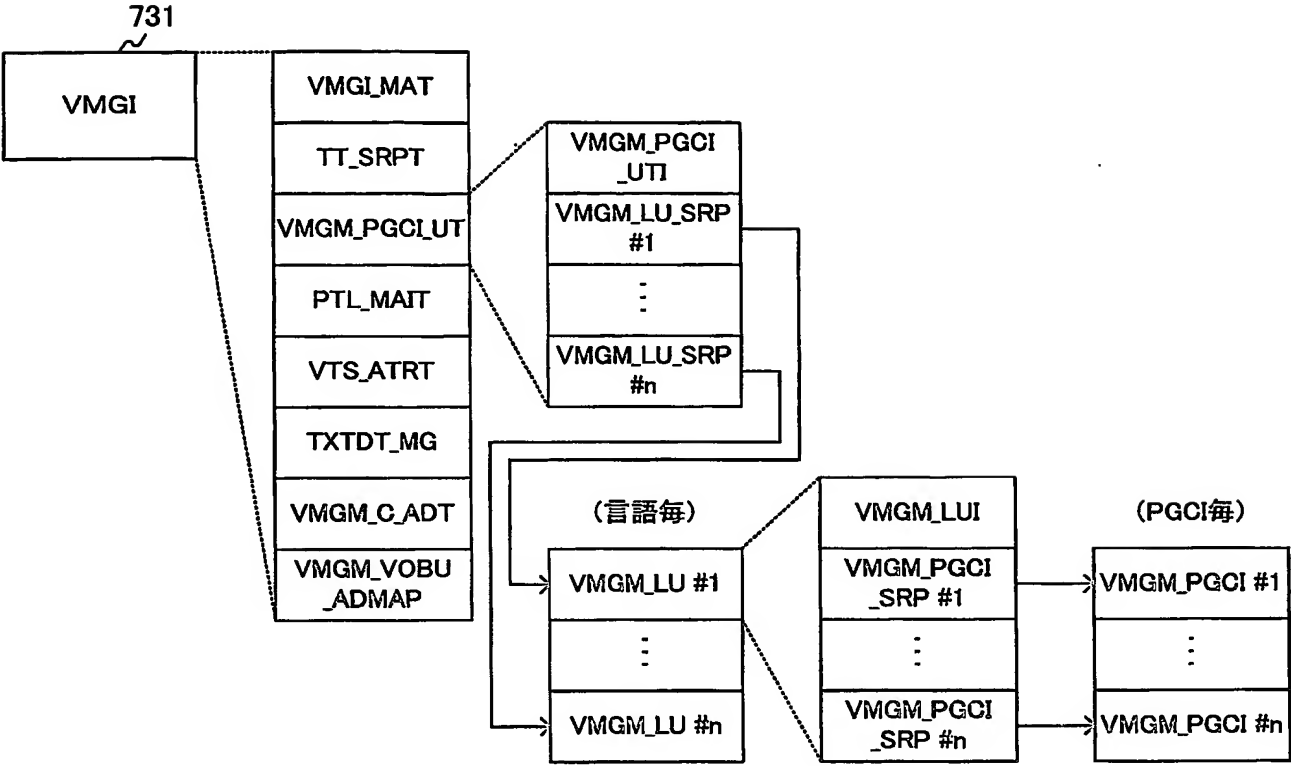 731
VMGI
VMGI_MAT
TT_SRPT
VMGM_PGCI_UT
PTL_MAIT
VTS_ATRT
TXTDT_MG
VMGM_C_ADT
VMGM_VOBU
_ADMAP
VMGM_PGCI
_UTI
VMGM_LU_SRP
#1
⋮
VMGM_LU_SRP
#n
(言語毎)
VMGM_LU #1
⋮
VMGM_LU #n
VMGM_LUI
VMGM_PGCI
_SRP #1
⋮
VMGM_PGCI
_SRP #n
(PGCI毎)
VMGM_PGCI #1
⋮
VMGM_PGCI #n